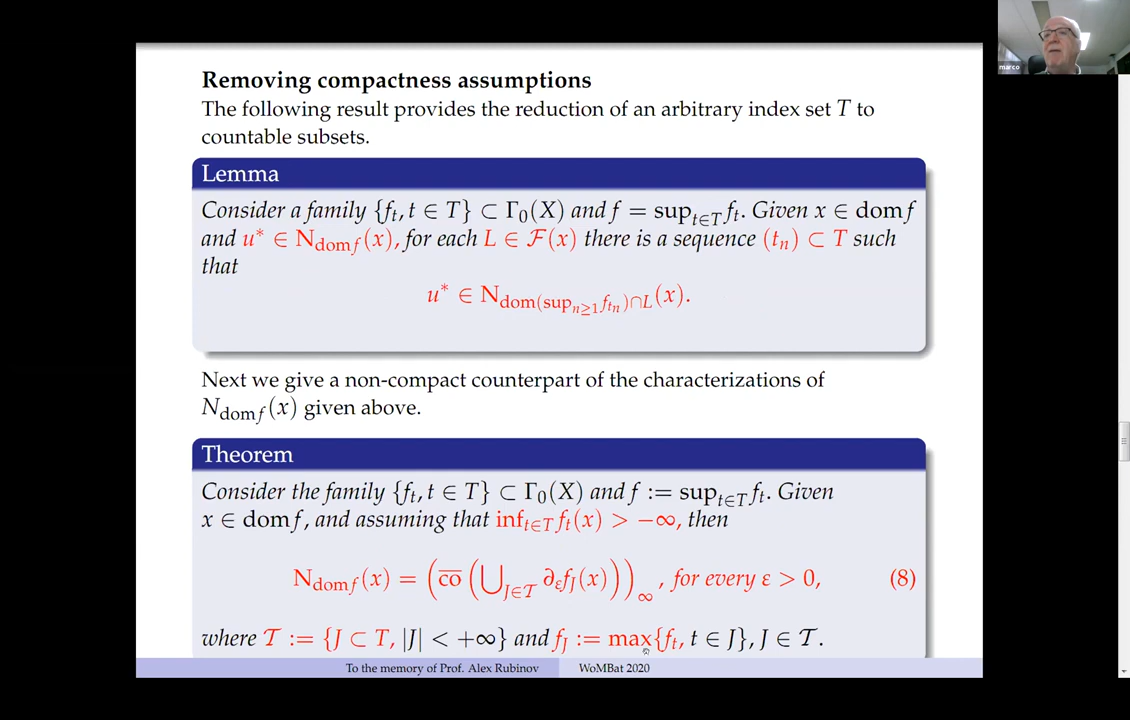 marco
Removing compactness assumptions
The following result provides the reduction of an arbitrary index set T to
countable subsets.
Lemma
Consider a family {f_t, t ∈ T} ⊂ Γ_0(X) and f = sup_{t∈T} f_t. Given x ∈ dom f
and u* ∈ N_{dom f}(x), for each L ∈ ℱ(x) there is a sequence (t_n) ⊂ T such
that
u* ∈ N_{dom(sup_{n≥1} f_{t_n})∩L}(x).
Next we give a non-compact counterpart of the characterizations of
N_{dom f}(x) given above.
Theorem
Consider the family {f_t, t ∈ T} ⊂ Γ_0(X) and f := sup_{t∈T} f_t. Given
x ∈ dom f, and assuming that inf_{t∈T} f_t(x) > −∞, then
N_{dom f}(x) = (c̅o̅ (⋃_{J∈𝒯} ∂_ε f_J(x)))_∞, for every ε > 0, (8)
where 𝒯 := {J ⊂ T, |J| < +∞} and f_J := max{f_t, t ∈ J}, J ∈ 𝒯.
To the memory of Prof. Alex Rubinov WoMBat 2020